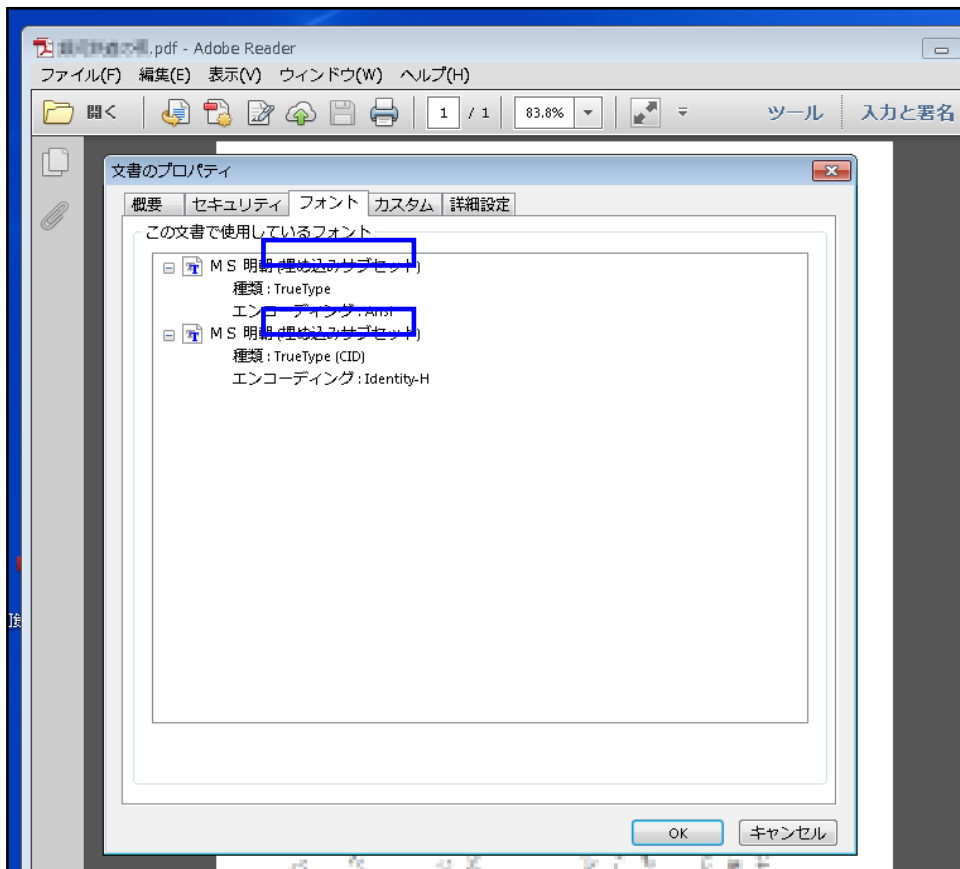 .pdf - Adobe Reader
ファイル(F) 編集(E) 表示(V) ウィンドウ(W) ヘルプ(H)
開く 1 / 1 83.8% ツール 入力と署名
文書のプロパティ
概要 セキュリティ フォント カスタム 詳細設定
この文書で使用しているフォント
ＭＳ 明朝 (埋め込みサブセット)
種類 : TrueType
エンコーディング : Ansi
ＭＳ 明朝 (埋め込みサブセット)
種類 : TrueType (CID)
エンコーディング : Identity-H
OK キャンセル